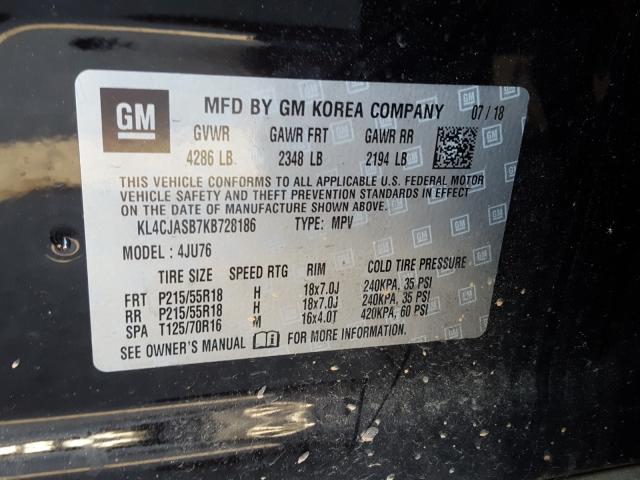 GM MFD BY GM KOREA COMPANY 07/18
GVWR GAWR FRT GAWR RR
4286 LB 2348 LB 2194 LB
THIS VEHICLE CONFORMS TO ALL APPLICABLE U.S. FEDERAL MOTOR
VEHICLE SAFETY AND THEFT PREVENTION STANDARDS IN EFFECT
ON THE DATE OF MANUFACTURE SHOWN ABOVE.
KL4CJASB7KB728186 TYPE: MPV
MODEL : 4JU76
TIRE SIZE SPEED RTG RIM COLD TIRE PRESSURE
FRT P215/55R18 H 18x7.0J 240KPA, 35 PSI
RR P215/55R18 H 18x7.0J 240KPA, 35 PSI
SPA T125/70R16 M 16x4.0T 420KPA, 60 PSI
SEE OWNER'S MANUAL FOR MORE INFORMATION.